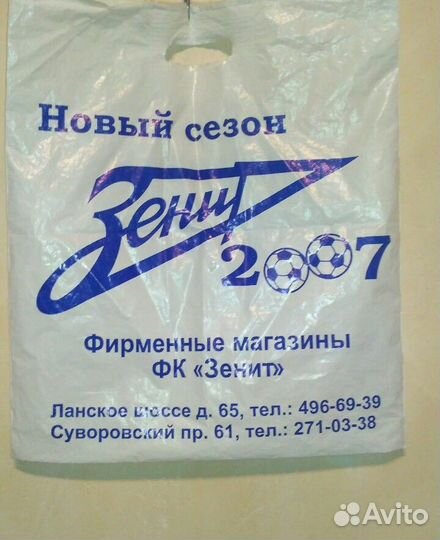 Новый сезон
Зенит
2007
Фирменные магазины
ФК «Зенит»
Ланское шоссе д. 65, тел.: 496-69-39
Суворовский пр. 61, тел.: 271-03-38
Avito